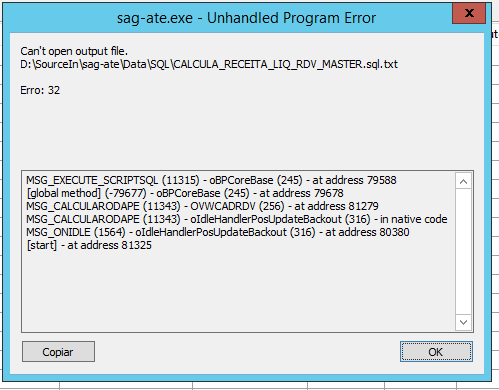 sag-ate.exe - Unhandled Program Error
Can't open output file.
D:\SourceIn\sag-ate\Data\SQL\CALCULA_RECEITA_LIQ_RDV_MASTER.sql.txt
Erro: 32
MSG_EXECUTE_SCRIPTSQL (11315) - oBPCoreBase (245) - at address 79588
[global method] (-79677) - oBPCoreBase (245) - at address 79678
MSG_CALCULARODAPE (11343) - OVWCADRDV (256) - at address 81279
MSG_CALCULARODAPE (11343) - oIdleHandlerPosUpdateBackout (316) - in native code
MSG_ONIDLE (1564) - oIdleHandlerPosUpdateBackout (316) - at address 80380
[start] - at address 81325
Copiar
OK